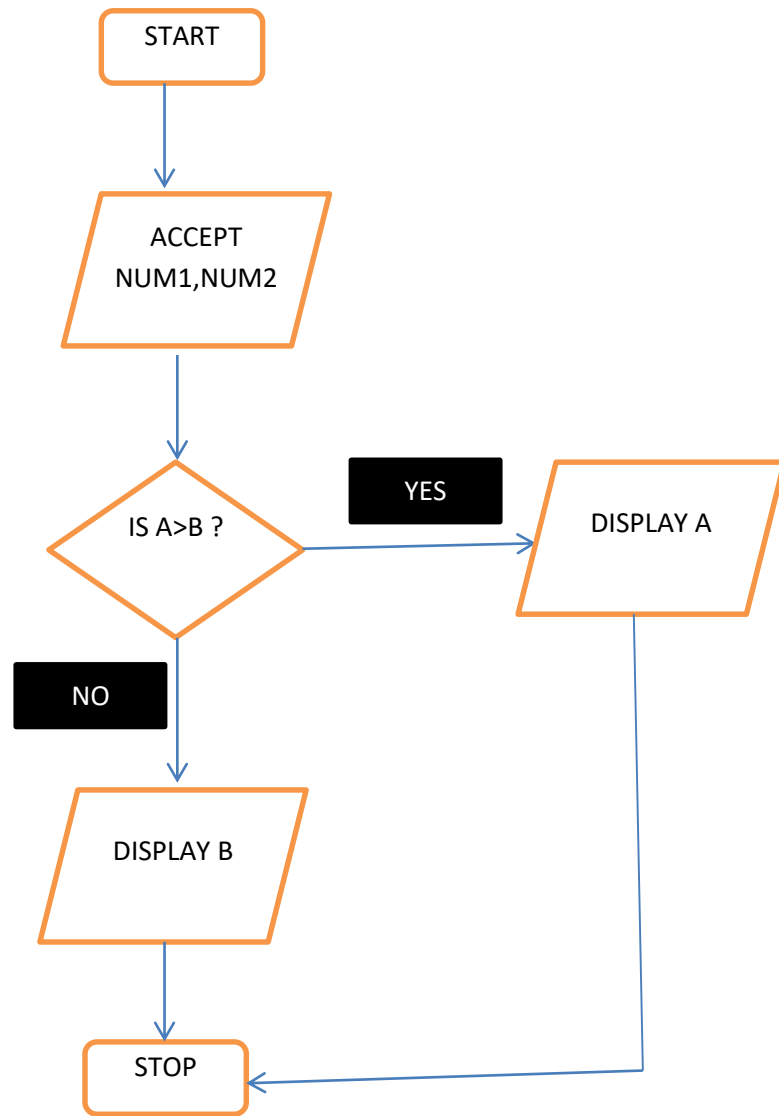 START
ACCEPT
NUM1,NUM2
IS A>B ?
YES
DISPLAY A
NO
DISPLAY B
STOP